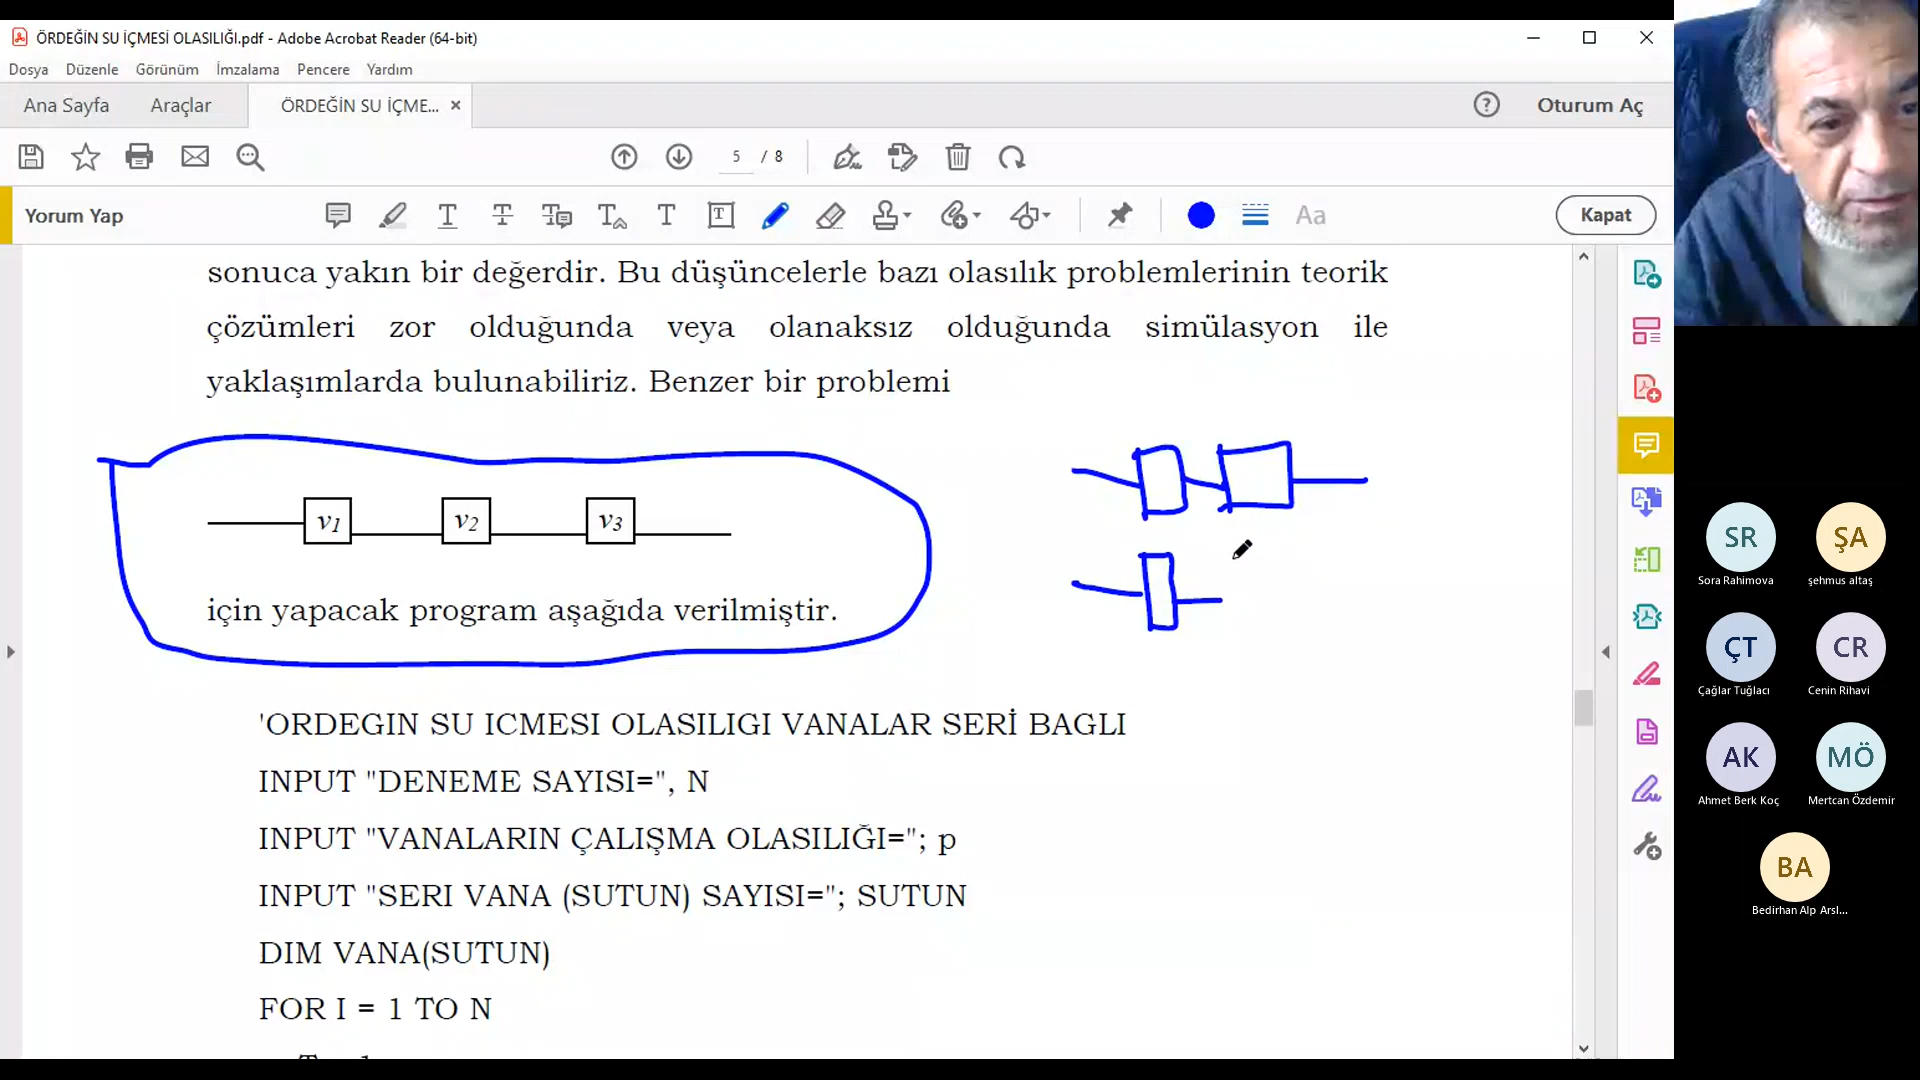 ÖRDEĞİN SU İÇMESİ OLASILIĞI.pdf - Adobe Acrobat Reader (64-bit)
Dosya Düzenle Görünüm İmzalama Pencere Yardım
Ana Sayfa Araçlar ÖRDEĞİN SU İÇME... × Oturum Aç
5 / 8
Yorum Yap Aa Kapat
sonuca yakın bir değerdir. Bu düşüncelerle bazı olasılık problemlerinin teorik
çözümleri zor olduğunda veya olanaksız olduğunda simülasyon ile
yaklaşımlarda bulunabiliriz. Benzer bir problemi
v1 v2 v3
için yapacak program aşağıda verilmiştir.
'ORDEGIN SU ICMESI OLASILIGI VANALAR SERİ BAGLI
INPUT "DENEME SAYISI=", N
INPUT "VANALARIN ÇALIŞMA OLASILIĞI="; p
INPUT "SERI VANA (SUTUN) SAYISI="; SUTUN
DIM VANA(SUTUN)
FOR I = 1 TO N
SR ŞA
Sora Rahimova şehmus altaş
ÇT CR
Çağlar Tuğlacı Cenin Rihavi
AK MÖ
Ahmet Berk Koç Mertcan Özdemir
BA
Bedirhan Alp Arsl...